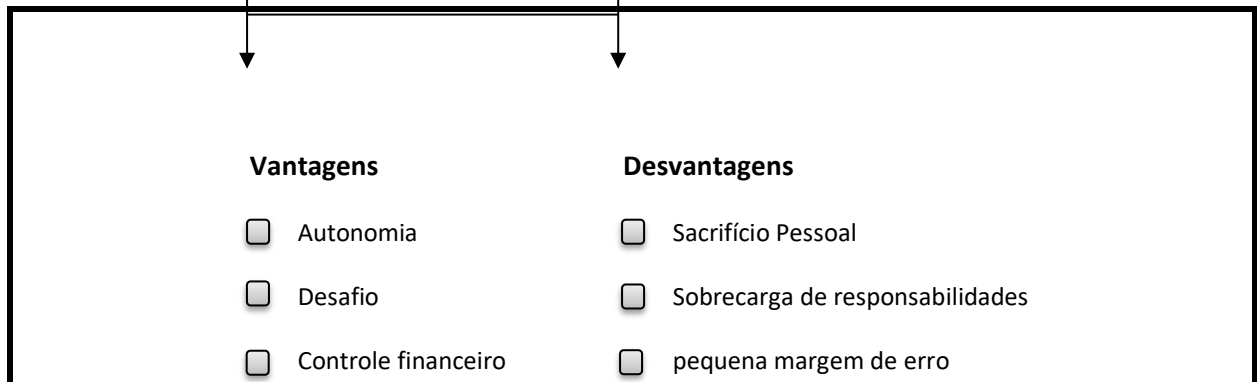 Vantagens Desvantagens
Autonomia Sacrifício Pessoal
Desafio Sobrecarga de responsabilidades
Controle financeiro pequena margem de erro